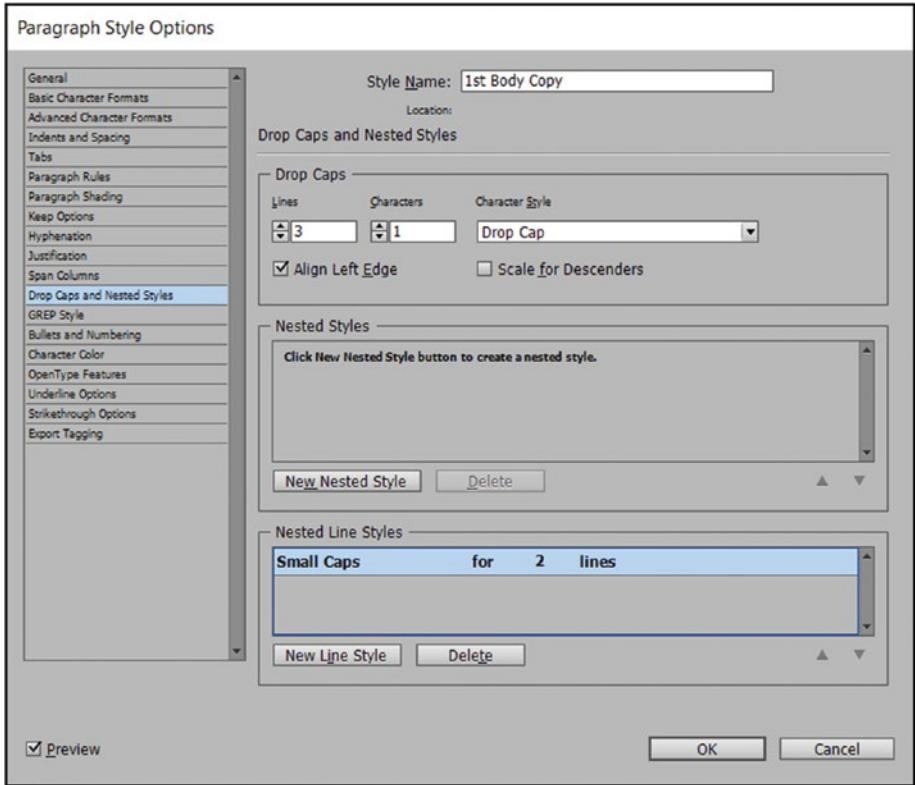 Paragraph Style Options
General
Basic Character Formats
Advanced Character Formats
Indents and Spacing
Tabs
Paragraph Rules
Paragraph Shading
Keep Options
Hyphenation
Justification
Span Columns
Drop Caps and Nested Styles
GREP Style
Bullets and Numbering
Character Color
OpenType Features
Underline Options
Strikethrough Options
Export Tagging
Style Name: 1st Body Copy
Location:
Drop Caps and Nested Styles
Drop Caps
Lines Characters Character Style
3 1 Drop Cap
Align Left Edge Scale for Descenders
Nested Styles
Click New Nested Style button to create a nested style.
New Nested Style Delete
Nested Line Styles
Small Caps for 2 lines
New Line Style Delete
Preview OK Cancel